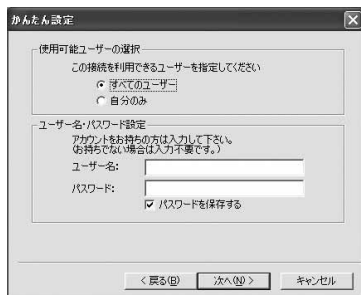 かんたん設定
使用可能ユーザーの選択
この接続を利用できるユーザーを指定してください
すべてのユーザー
自分のみ
ユーザー名・パスワード設定
アカウントをお持ちの方は入力して下さい。
(お持ちでない場合は入力不要です。)
ユーザー名:
パスワード:
パスワードを保存する
< 戻る(B)
次へ(N) >
キャンセル